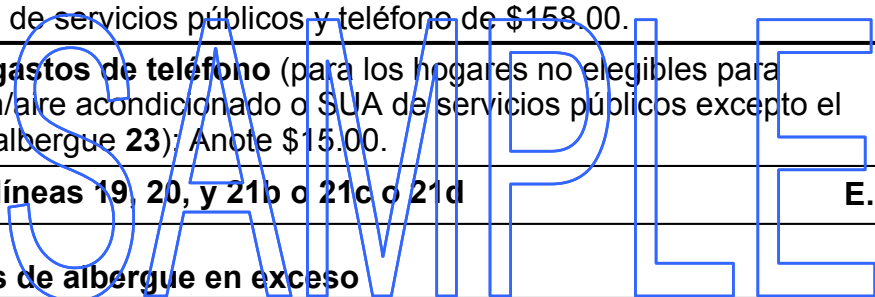 de servicios públicos y teléfono de $158.00.
gastos de teléfono (para los hogares no elegibles para
n/aire acondicionado o SUA de servicios públicos excepto el
albergue 23): Anote $15.00.
líneas 19, 20, y 21b o 21c o 21d E.
s de albergue en exceso
SAMPLE